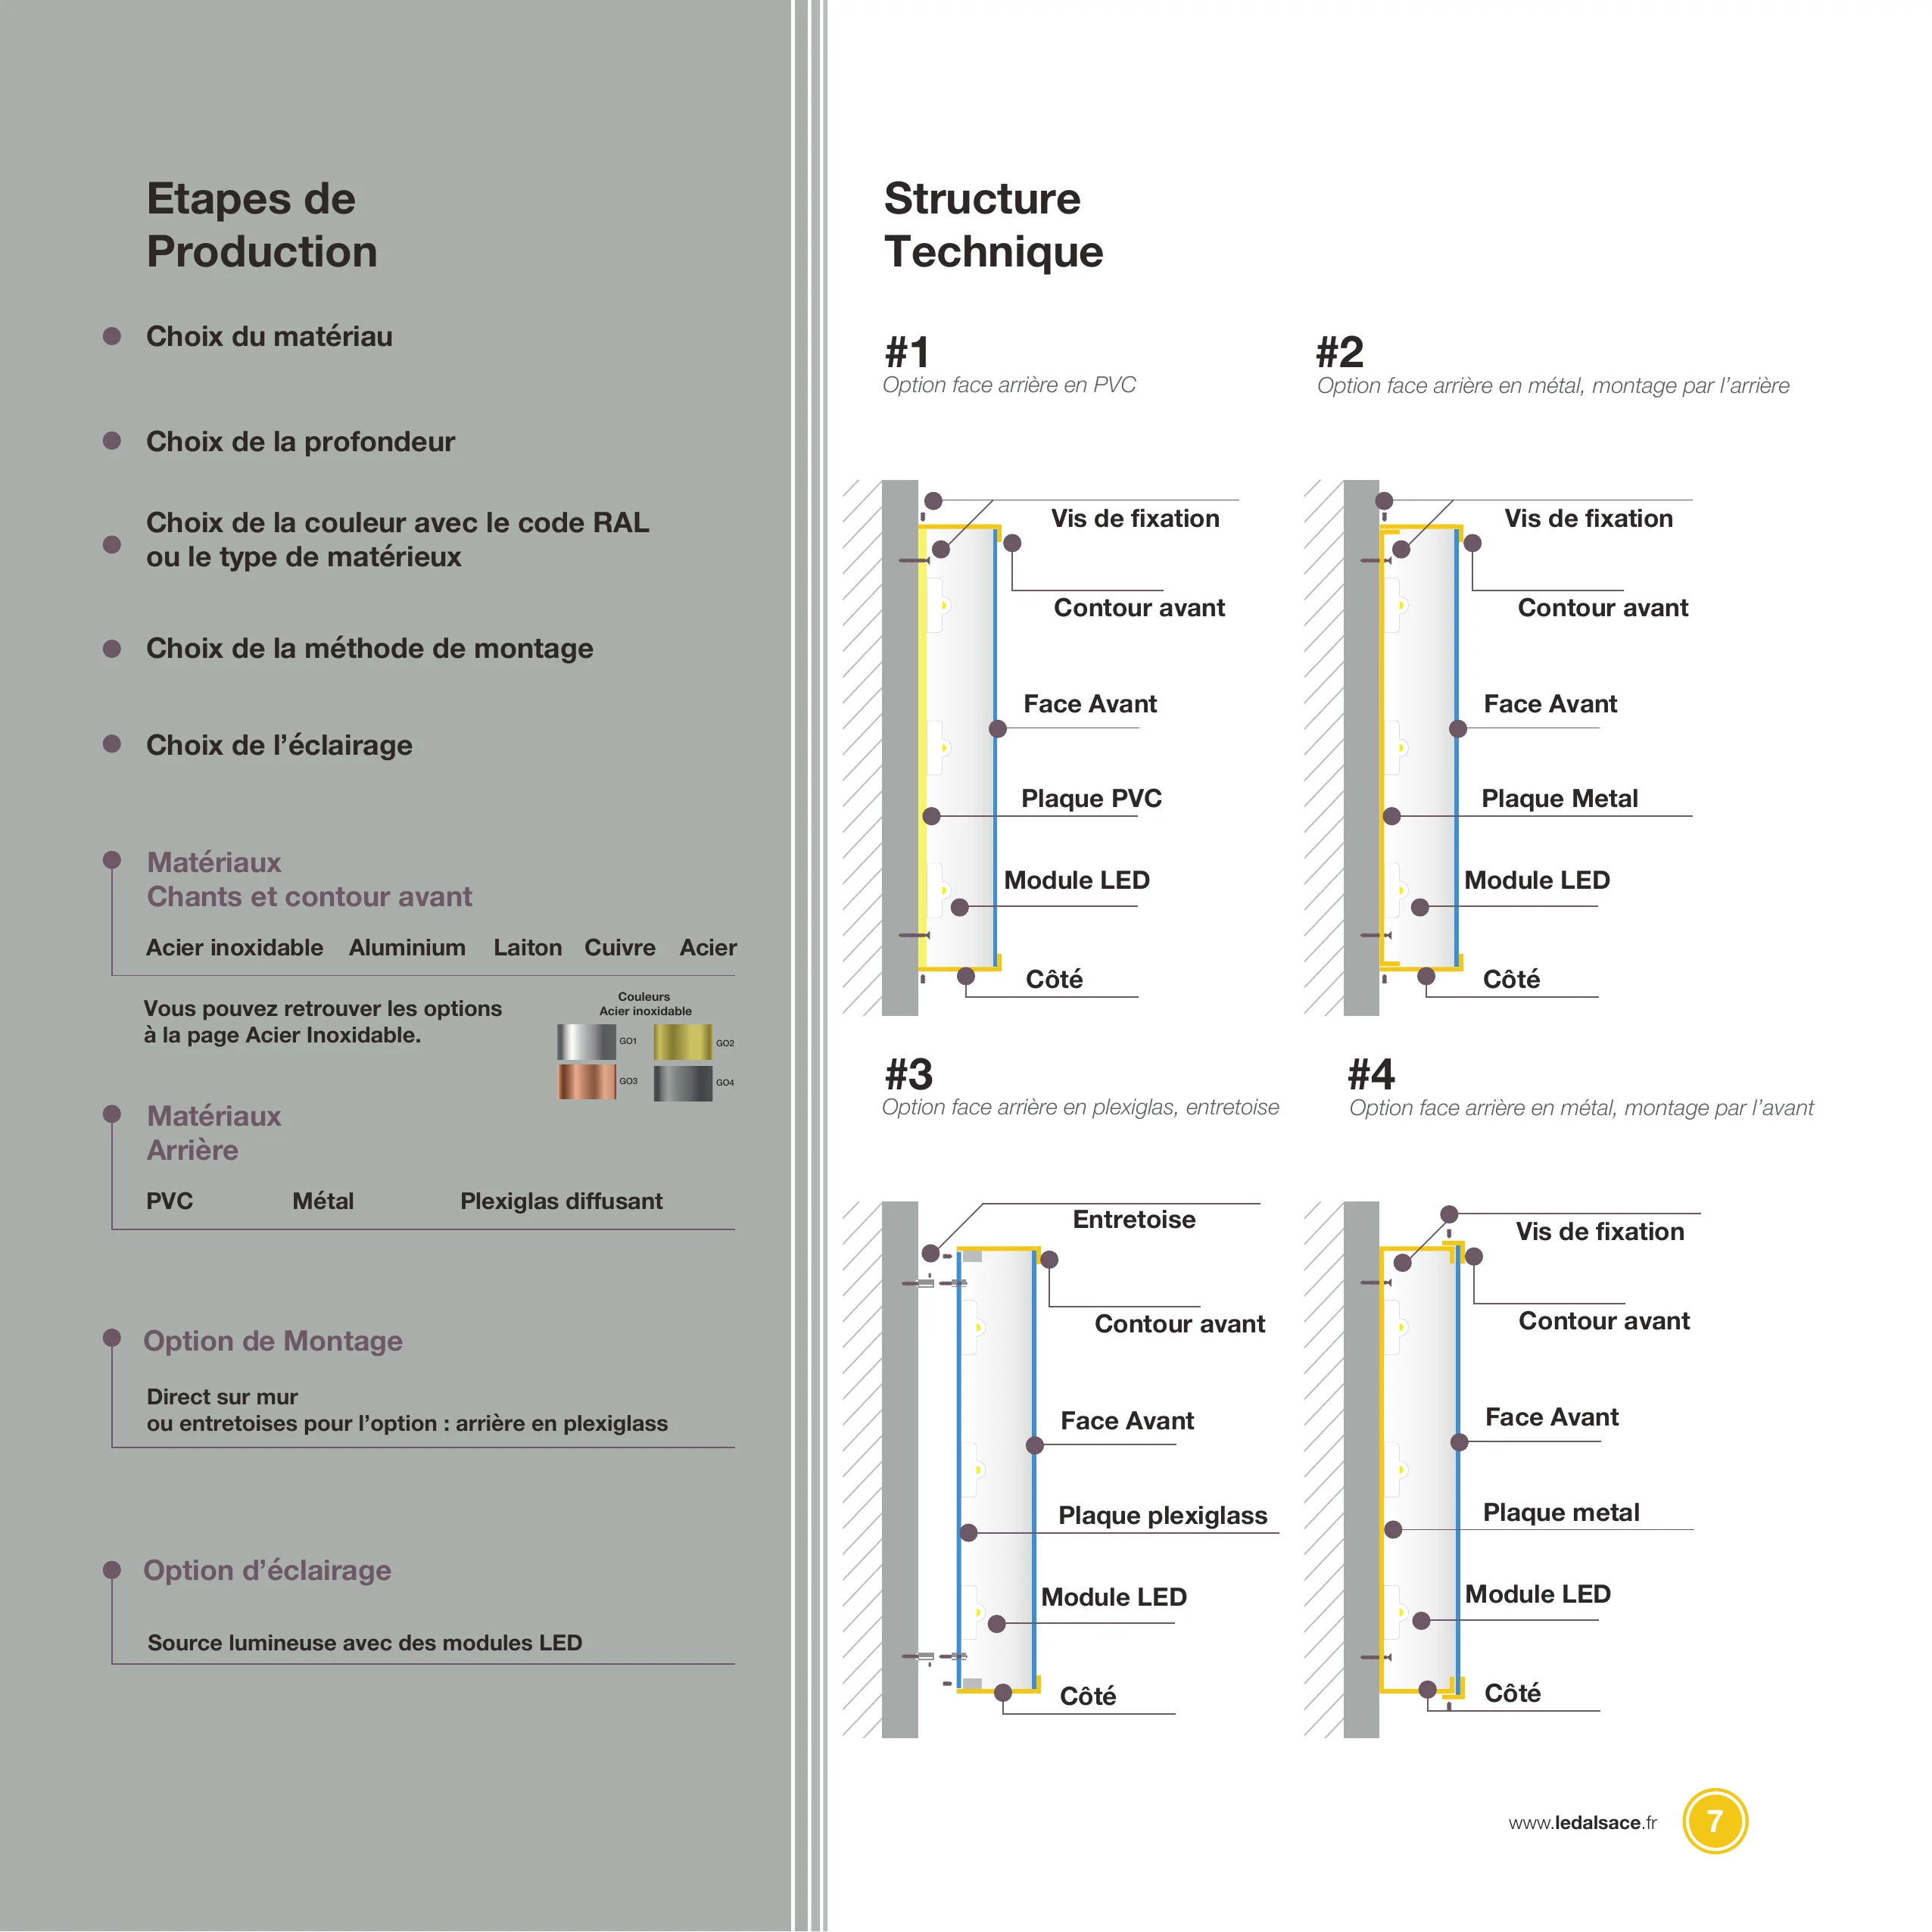 Etapes de
Production
Choix du matériau
Choix de la profondeur
Choix de la couleur avec le code RAL
ou le type de matérieux
Choix de la méthode de montage
Choix de l’éclairage
Matériaux
Chants et contour avant
Acier inoxidable Aluminium Laiton Cuivre Acier
Vous pouvez retrouver les options
à la page Acier Inoxidable.
Couleurs
Acier inoxidable
GO1 GO2
GO3 GO4
Matériaux
Arrière
PVC Métal Plexiglas diffusant
Option de Montage
Direct sur mur
ou entretoises pour l’option : arrière en plexiglass
Option d’éclairage
Source lumineuse avec des modules LED
Structure
Technique
#1
Option face arrière en PVC
Vis de fixation
Contour avant
Face Avant
Plaque PVC
Module LED
Côté
#2
Option face arrière en métal, montage par l’arrière
Vis de fixation
Contour avant
Face Avant
Plaque Metal
Module LED
Côté
#3
Option face arrière en plexiglas, entretoise
Entretoise
Contour avant
Face Avant
Plaque plexiglass
Module LED
Côté
#4
Option face arrière en métal, montage par l’avant
Vis de fixation
Contour avant
Face Avant
Plaque metal
Module LED
Côté
www.ledalsace.fr
7